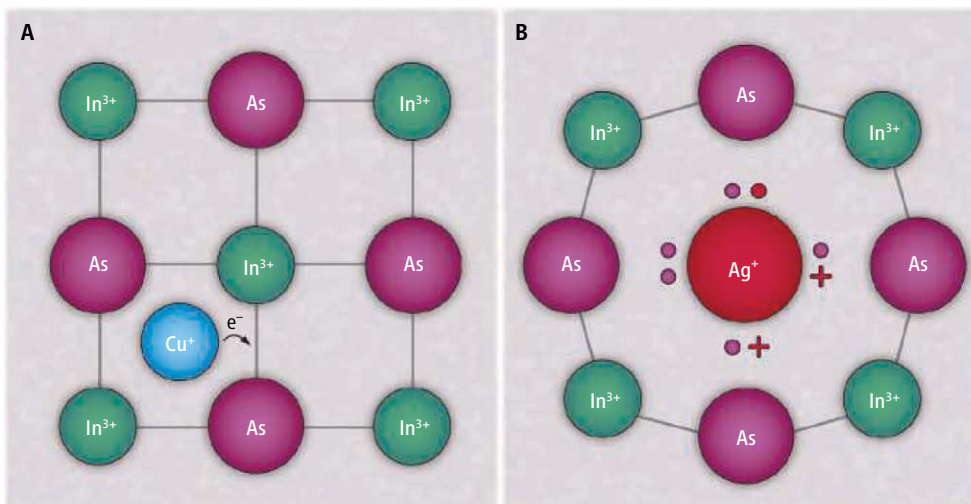 A
In³⁺ As In³⁺
As In³⁺ As
Cu⁺ e⁻
In³⁺ As In³⁺
B
As
In³⁺ In³⁺
As Ag⁺ As
In³⁺ In³⁺
As